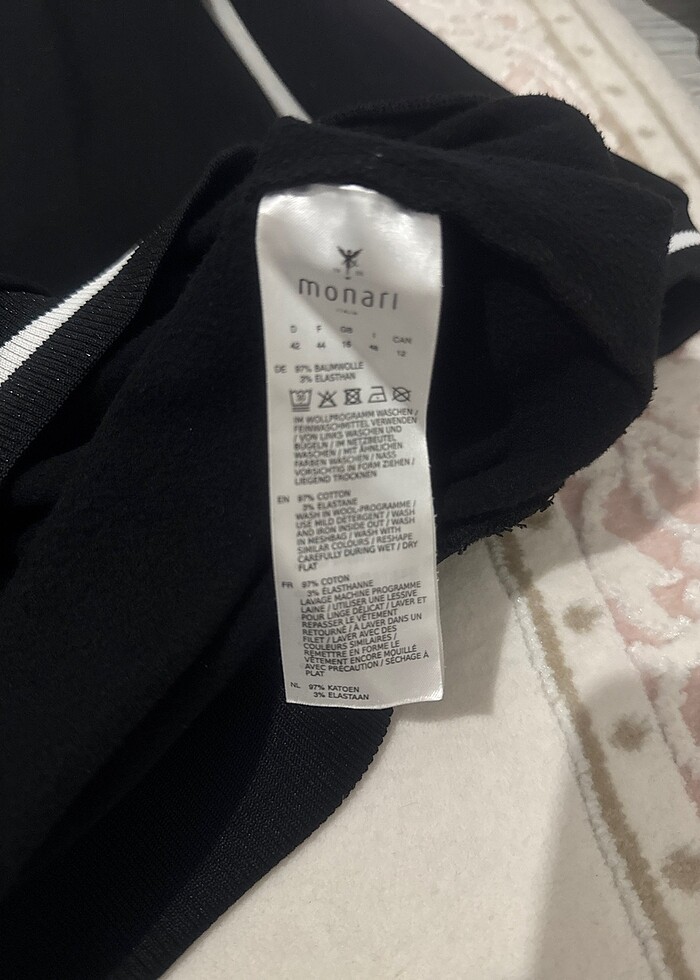 monari
ITALIA
D F GB I CAN
42 44 16 48 12
DE 97% BAUMWOLLE
3% ELASTHAN
IM WOLLPROGRAMM WASCHEN /
FEINWASCHMITTEL VERWENDEN
/ VON LINKS WASCHEN UND
BÜGELN / IM NETZBEUTEL
WASCHEN / MIT ÄHNLICHEN
FARBEN WASCHEN / NASS
VORSICHTIG IN FORM ZIEHEN /
LIEGEND TROCKNEN
EN 97% COTTON
3% ELASTANE
WASH IN WOOL-PROGRAMME /
USE MILD DETERGENT / WASH
AND IRON INSIDE OUT / WASH
IN MESHBAG / WASH WITH
SIMILAR COLOURS / RESHAPE
CAREFULLY DURING WET / DRY
FLAT
FR 97% COTON
3% ÉLASTHANNE
LAVAGE MACHINE PROGRAMME
LAINE / UTILISER UNE LESSIVE
POUR LINGE DÉLICAT / LAVER ET
REPASSER LE VÊTEMENT
RETOURNÉ / À LAVER DANS UN
FILET / LAVER AVEC DES
COULEURS SIMILAIRES /
REMETTRE EN FORME LE
VÊTEMENT ENCORE MOUILLÉ
AVEC PRÉCAUTION / SÉCHAGE À
PLAT
NL 97% KATOEN
3% ELASTAAN